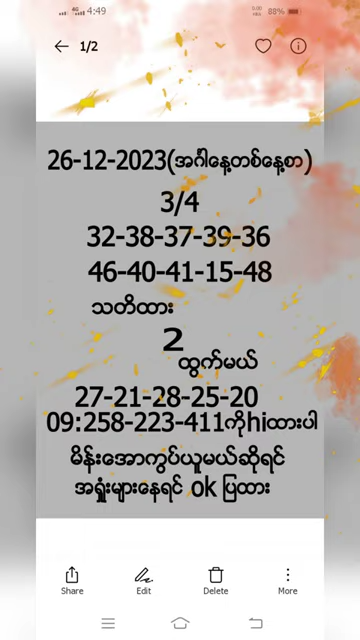 4G 4:49 0.00 KB/s 88%
1/2
26-12-2023(အင်္ဂါနေ့တစ်နေ့စာ)
3/4
32-38-37-39-36
46-40-41-15-48
သတိထား
2
ထွက်မယ်
27-21-28-25-20
09:258-223-411ကိုhiထားပါ
မိန်းအောကွပ်ယူမယ်ဆိုရင်
အရှုံးများနေရင် ok ပြထား
Share Edit Delete More